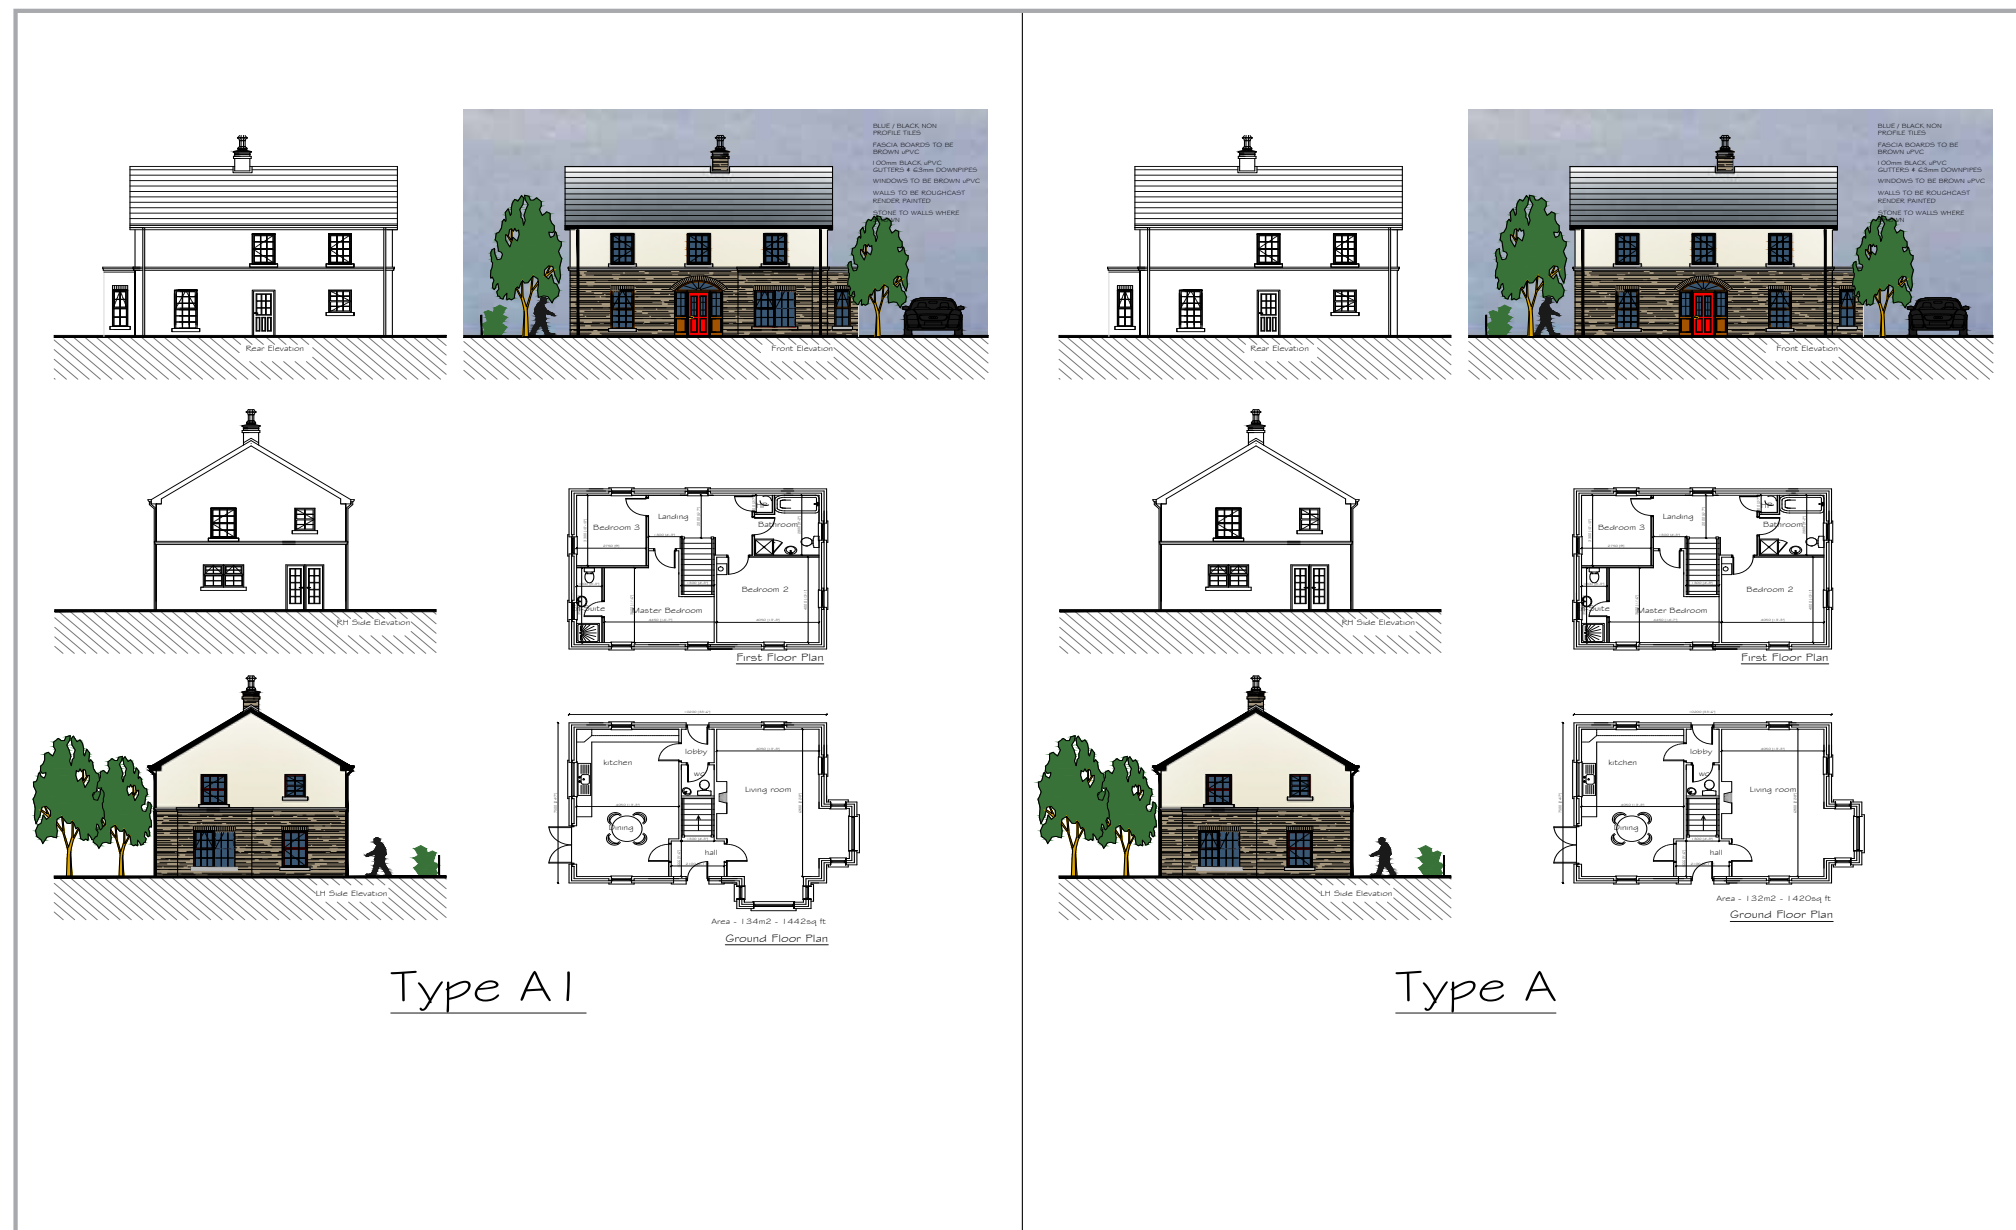 BLUE / BLACK NON
PROFILE TILES
FASCIA BOARDS TO BE
BROWN uPVC
100mm BLACK uPVC
GUTTERS & 63mm DOWNPIPES
WINDOWS TO BE BROWN uPVC
WALLS TO BE ROUGHCAST
RENDER PAINTED
STONE TO WALLS WHERE
Rear Elevation
Front Elevation
RH Side Elevation
Bedroom 3
Landing
Bathroom
Bedroom 2
Master Bedroom
First Floor Plan
LH Side Elevation
kitchen
lobby
wc
Living room
Dining
hall
Area - 134m2 - 1442sq ft
Ground Floor Plan
Type A1
BLUE / BLACK NON
PROFILE TILES
FASCIA BOARDS TO BE
BROWN uPVC
100mm BLACK uPVC
GUTTERS & 63mm DOWNPIPES
WINDOWS TO BE BROWN uPVC
WALLS TO BE ROUGHCAST
RENDER PAINTED
STONE TO WALLS WHERE
Rear Elevation
Front Elevation
RH Side Elevation
Bedroom 3
Landing
Bathroom
Bedroom 2
Master Bedroom
First Floor Plan
LH Side Elevation
kitchen
lobby
wc
Living room
Dining
hall
Area - 132m2 - 1420sq ft
Ground Floor Plan
Type A